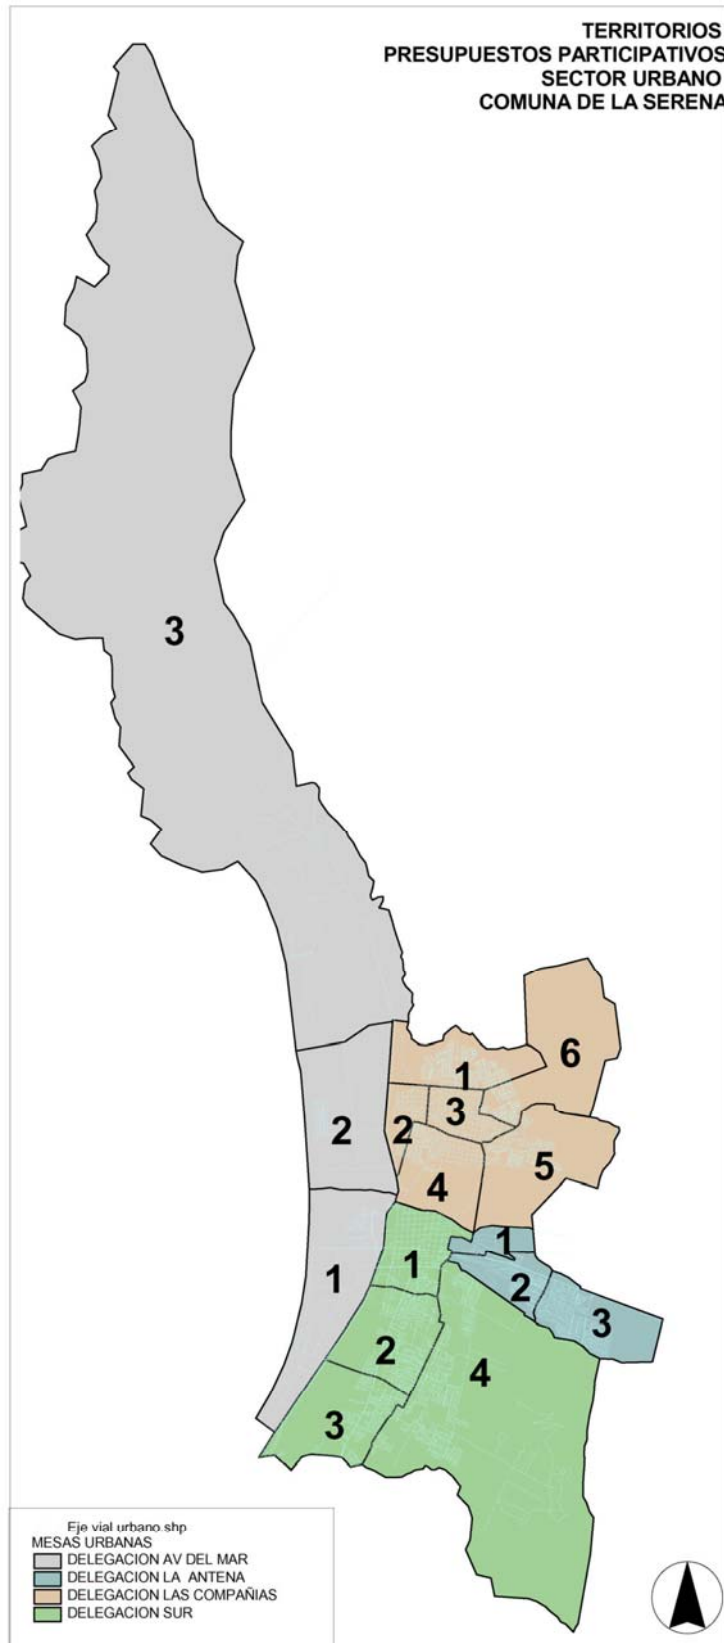 TERRITORIOS
PRESUPUESTOS PARTICIPATIVOS
SECTOR URBANO
COMUNA DE LA SERENA
3
6
1
3
2
5
4
2
1
1
1
2
3
2
4
3
Eje vial urbano.shp
MESAS URBANAS
DELEGACION AV DEL MAR
DELEGACION LA ANTENA
DELEGACION LAS COMPAÑIAS
DELEGACION SUR